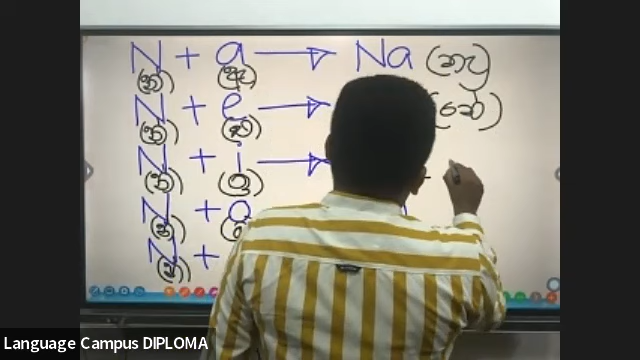 N + a → Na (නැ)
(න්) (ඇ)
N + e → (නෙ)
(න්) (එ)
N + i →
(න්) (ඉ)
N +
(න්)
N +
(න්)
Language Campus DIPLOMA